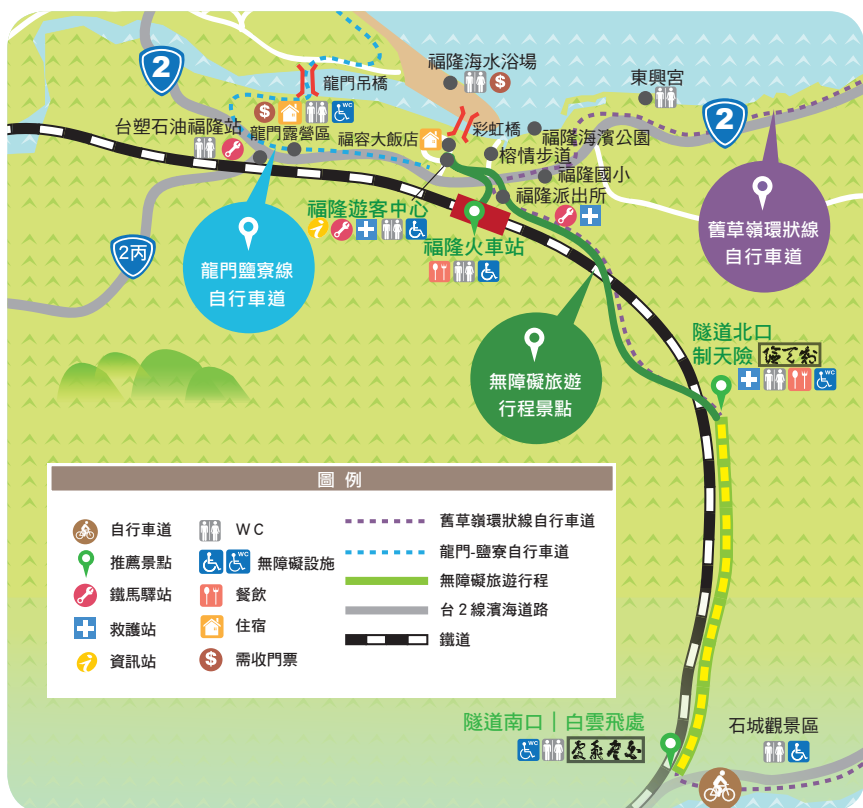 2
龍門吊橋
福隆海水浴場
$
東興宮
2
$
WC
台塑石油福隆站
龍門露營區
福容大飯店
彩虹橋
福隆海濱公園
榕情步道
福隆國小
福隆派出所
福隆遊客中心
福隆火車站
2丙
龍門鹽寮線
自行車道
舊草嶺環狀線
自行車道
無障礙旅遊
行程景點
隧道北口
制天險
WC
圖 例
自行車道
推薦景點
鐵馬驛站
救護站
資訊站
WC
WC
無障礙設施
餐飲
住宿
$
需收門票
舊草嶺環狀線自行車道
龍門-鹽寮自行車道
無障礙旅遊行程
台2線濱海道路
鐵道
隧道南口｜白雲飛處
WC
石城觀景區